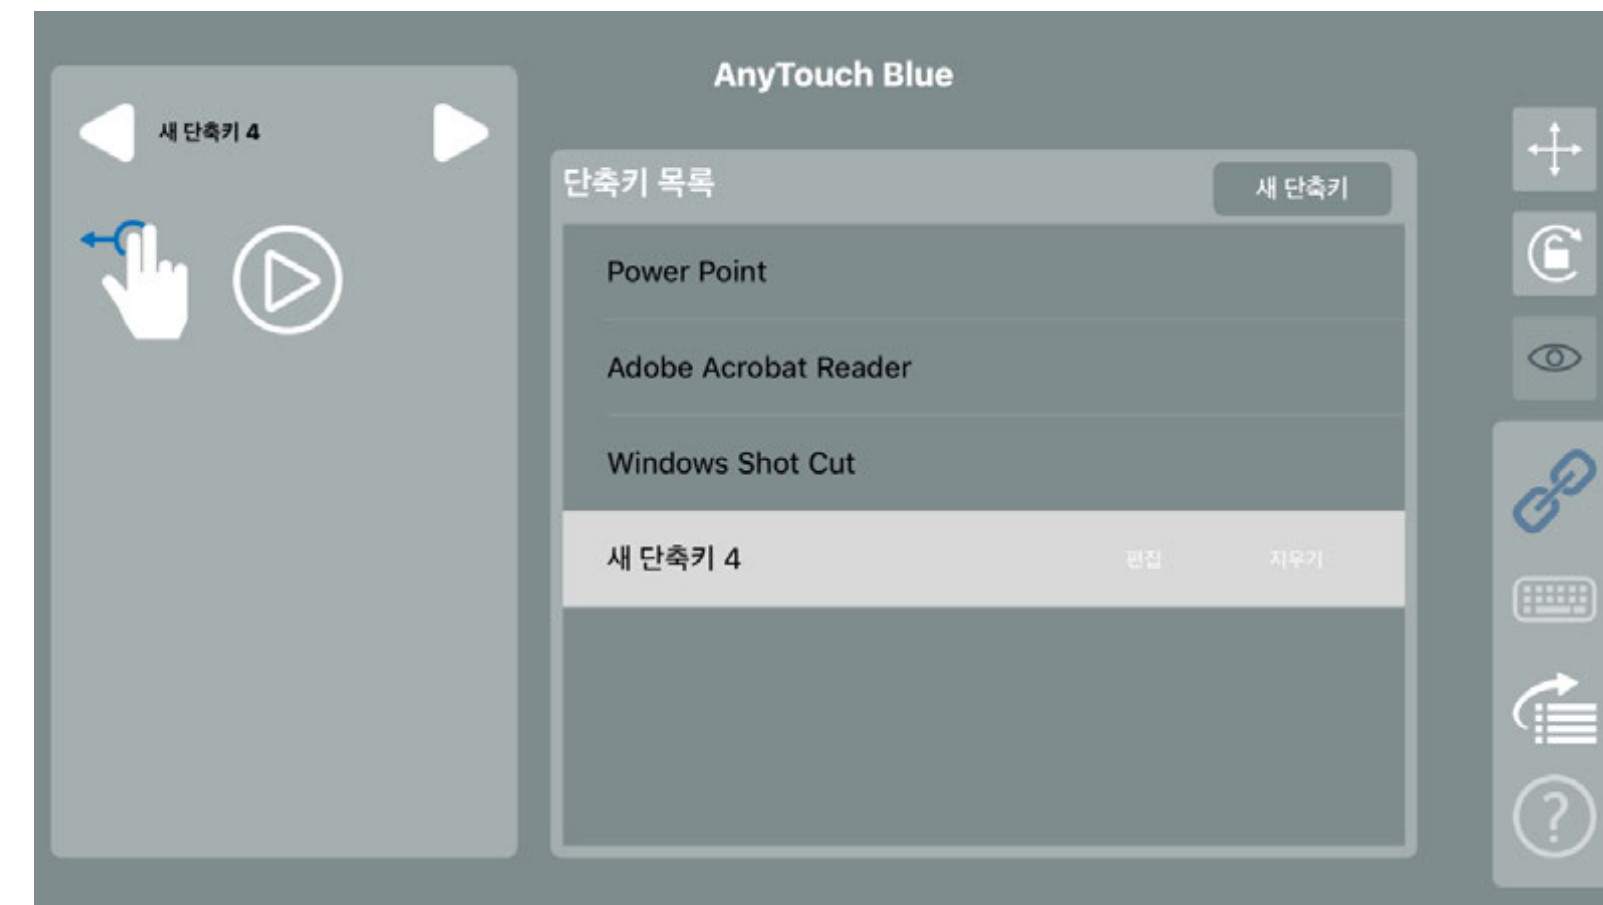 AnyTouch Blue
새 단축키 4
단축키 목록
새 단축키
Power Point
Adobe Acrobat Reader
Windows Shot Cut
새 단축키 4 편집 지우기
?